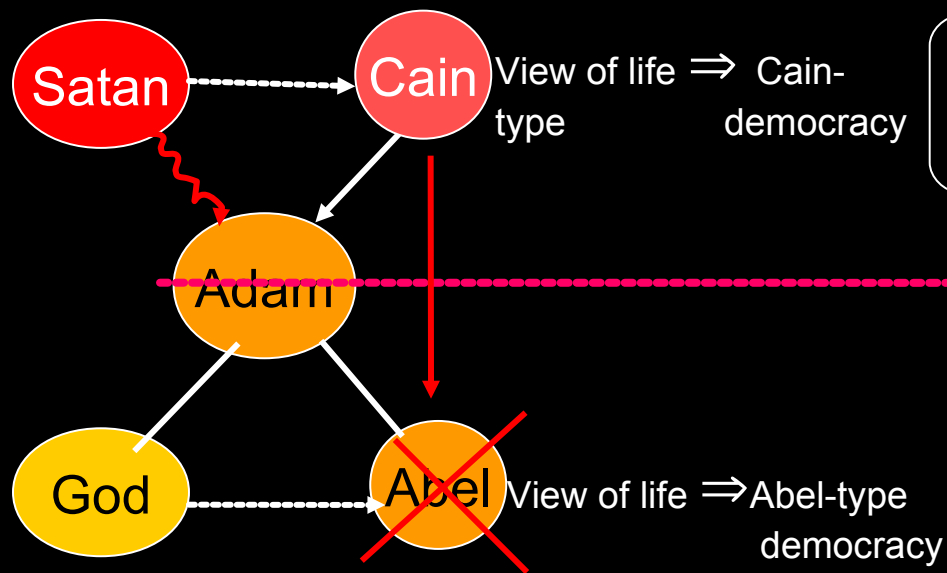 Satan
Cain
View of life ⇒ Cain-
type democracy
Adam
God
Abel
View of life ⇒Abel-type
democracy